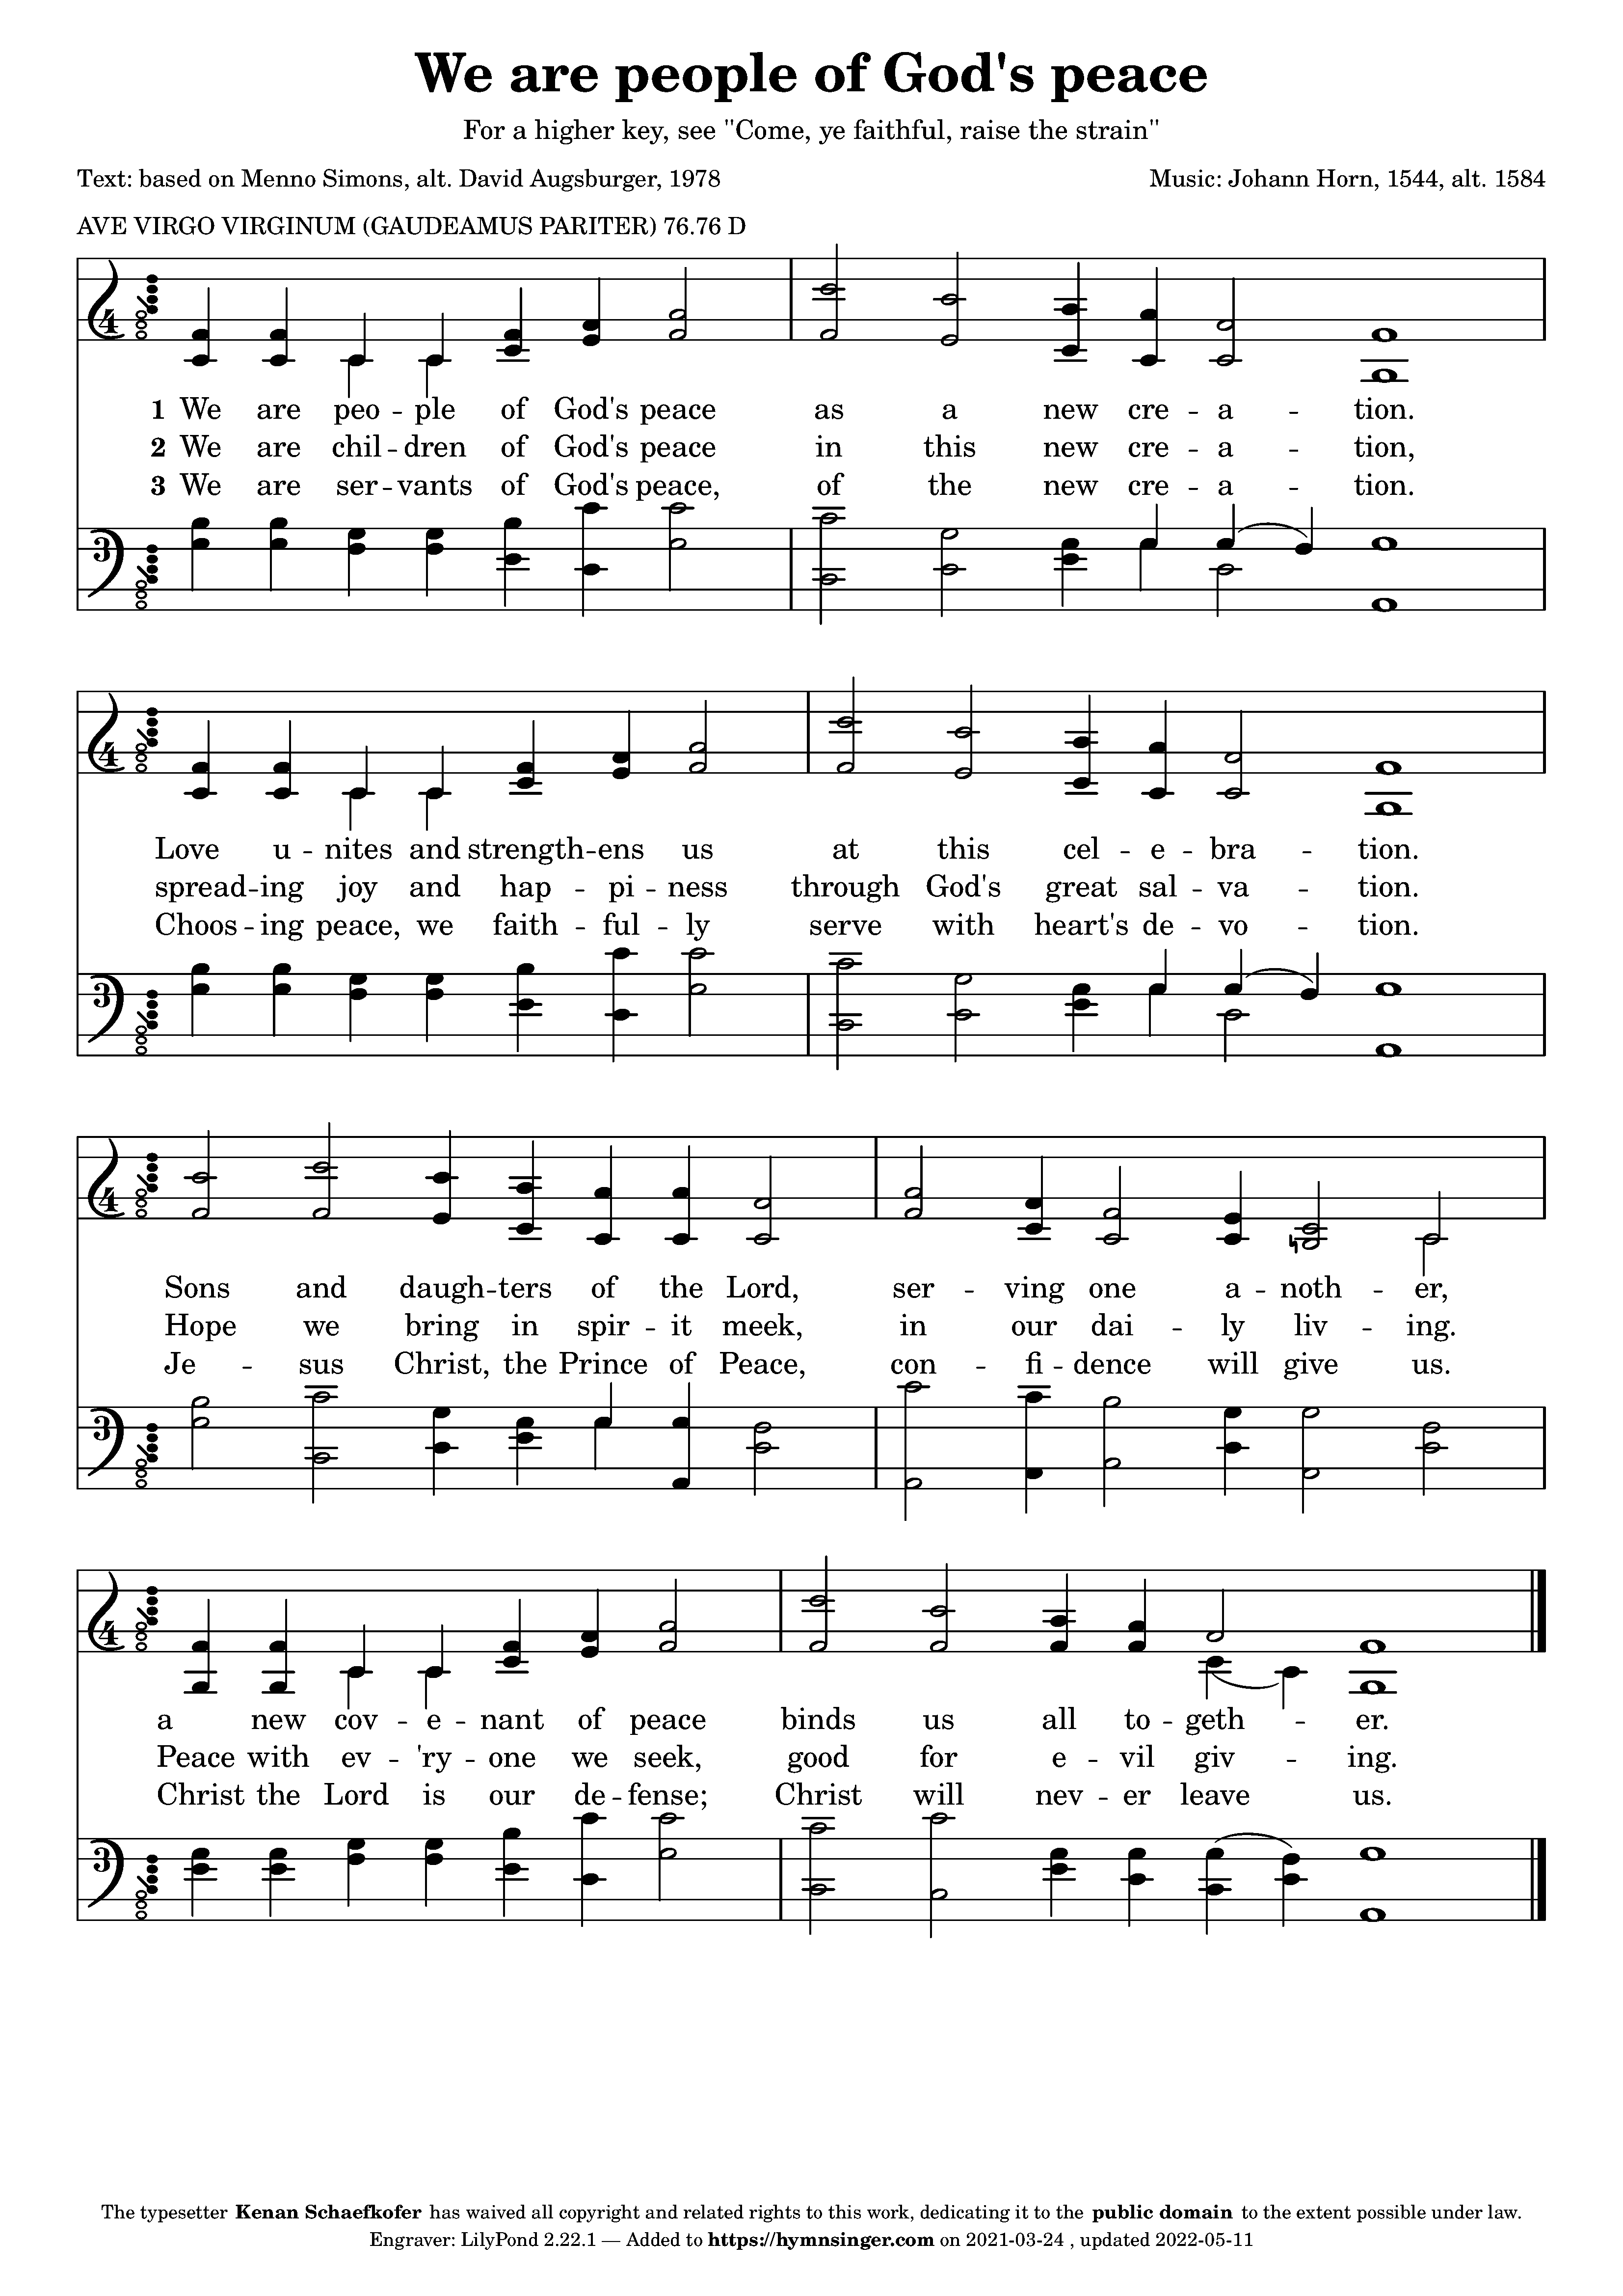 We are people of God's peace
For a higher key, see "Come, ye faithful, raise the strain"
Text: based on Menno Simons, alt. David Augsburger, 1978
Music: Johann Horn, 1544, alt. 1584
AVE VIRGO VIRGINUM (GAUDEAMUS PARITER) 76.76 D
4
1 We are peo -- ple of God's peace as a new cre -- a -- tion.
2 We are chil -- dren of God's peace in this new cre -- a -- tion,
3 We are ser -- vants of God's peace, of the new cre -- a -- tion.
3
4
Love u -- nites and strength -- ens us at this cel -- e -- bra -- tion.
spread -- ing joy and hap -- pi -- ness through God's great sal -- va -- tion.
Choos -- ing peace, we faith -- ful -- ly serve with heart's de -- vo -- tion.
3
4
Sons and daugh -- ters of the Lord, ser -- ving one a -- noth -- er,
Hope we bring in spir -- it meek, in our dai -- ly liv -- ing.
Je -- sus Christ, the Prince of Peace, con -- fi -- dence will give us.
3
4
a new cov -- e -- nant of peace binds us all to -- geth -- er.
Peace with ev -- 'ry -- one we seek, good for e -- vil giv -- ing.
Christ the Lord is our de -- fense; Christ will nev -- er leave us.
3
The typesetter Kenan Schaefkofer has waived all copyright and related rights to this work, dedicating it to the public domain to the extent possible under law.
Engraver: LilyPond 2.22.1 — Added to https://hymnsinger.com on 2021-03-24 , updated 2022-05-11